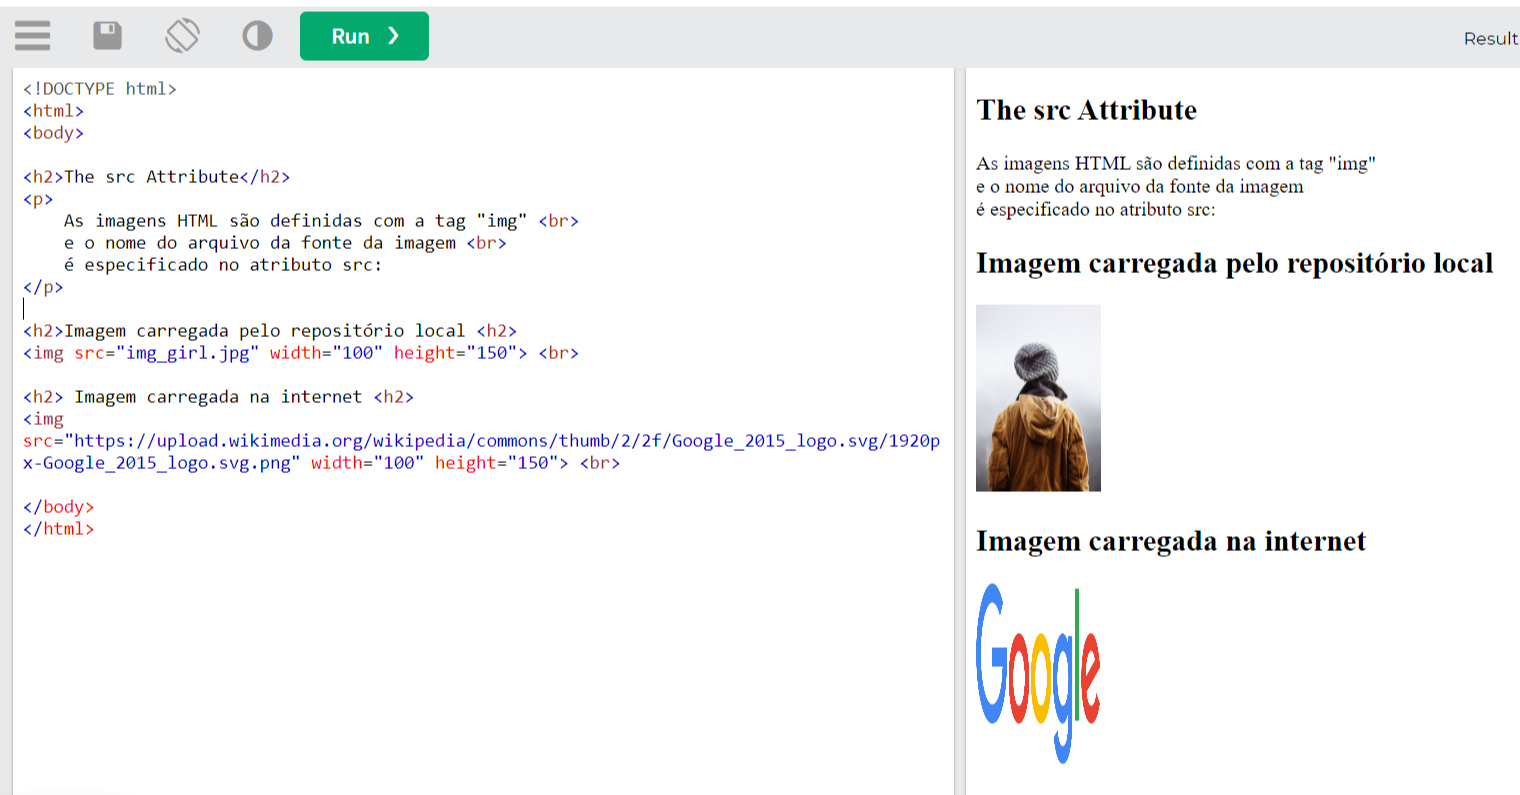 Run ❯
Result
<!DOCTYPE html>
<html>
<body>
<h2>The src Attribute</h2>
<p>
As imagens HTML são definidas com a tag "img" <br>
e o nome do arquivo da fonte da imagem <br>
é especificado no atributo src:
</p>
<h2>Imagem carregada pelo repositório local <h2>
<img src="img_girl.jpg" width="100" height="150"> <br>
<h2> Imagem carregada na internet <h2>
<img
src="https://upload.wikimedia.org/wikipedia/commons/thumb/2/2f/Google_2015_logo.svg/1920p
x-Google_2015_logo.svg.png" width="100" height="150"> <br>
</body>
</html>
The src Attribute
As imagens HTML são definidas com a tag "img"
e o nome do arquivo da fonte da imagem
é especificado no atributo src:
Imagem carregada pelo repositório local
Imagem carregada na internet
Google